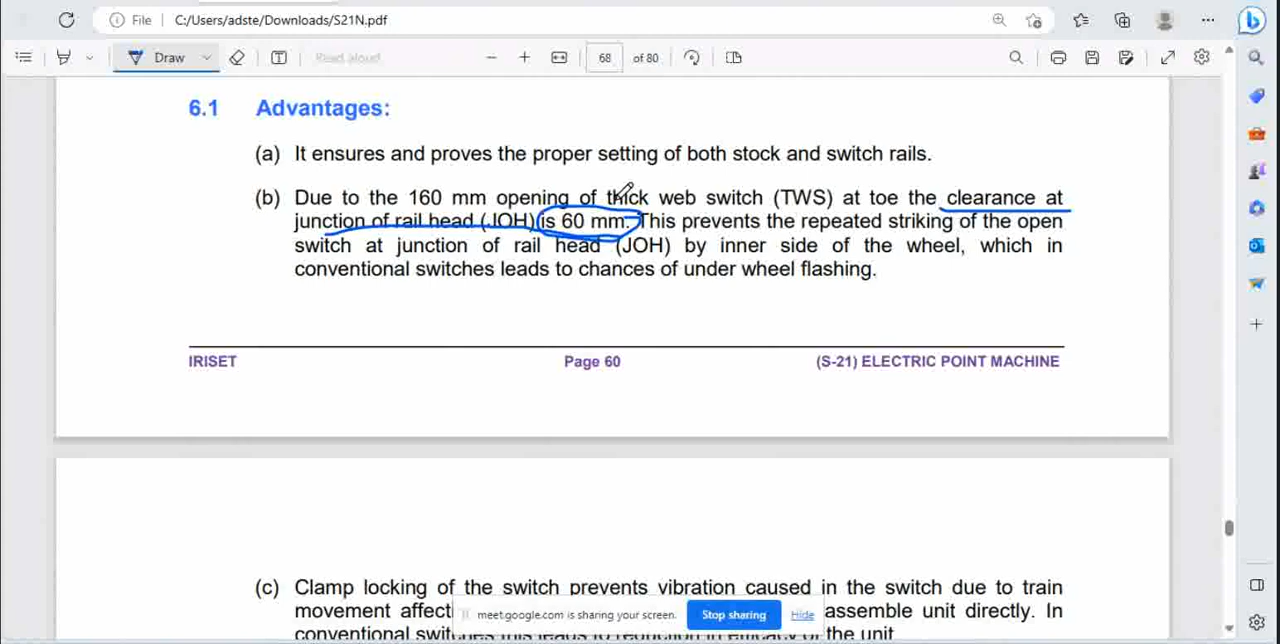 File
C:/Users/adste/Downloads/S21N.pdf
Draw
Read aloud
68
of 80
6.1 Advantages:
(a) It ensures and proves the proper setting of both stock and switch rails.
(b) Due to the 160 mm opening of thick web switch (TWS) at toe the clearance at
junction of rail head (JOH) is 60 mm. This prevents the repeated striking of the open
switch at junction of rail head (JOH) by inner side of the wheel, which in
conventional switches leads to chances of under wheel flashing.
IRISET
Page 60
(S-21) ELECTRIC POINT MACHINE
(c) Clamp locking of the switch prevents vibration caused in the switch due to train
movement assemble unit directly. In
meet.google.com is sharing your screen.
Stop sharing
Hide
conventional the unit